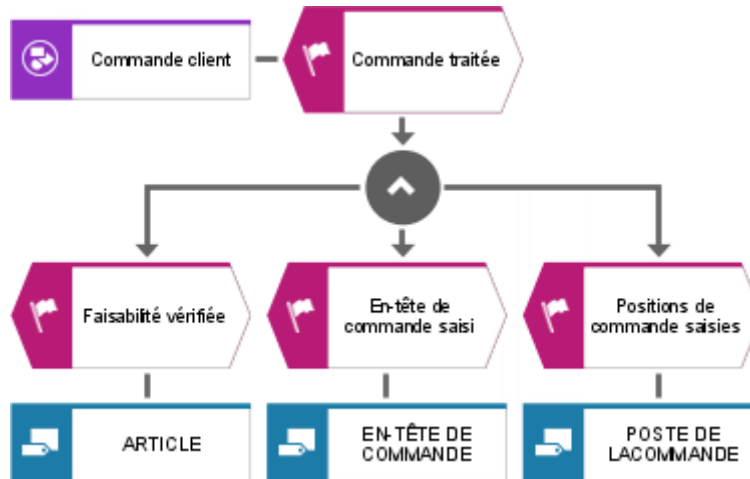 Commande client
Commande traitée
Faisabilité vérifiée
En-tête de
commande saisi
Positions de
commande saisies
ARTICLE
EN-TÊTE DE
COMMANDE
POSTE DE
LACOMMANDE